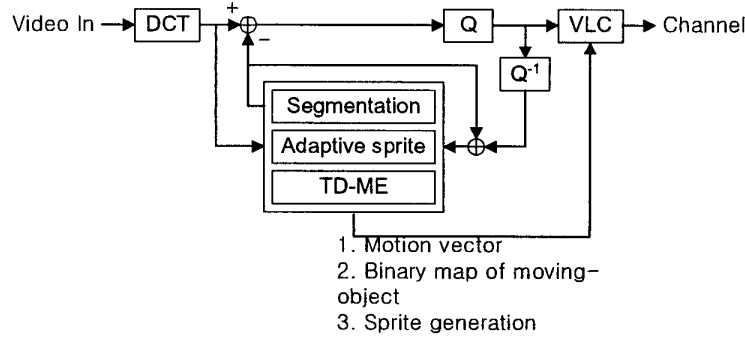 Video In
DCT
+
−
Q
VLC
Channel
Q-1
Segmentation
Adaptive sprite
TD-ME
1. Motion vector
2. Binary map of moving-
object
3. Sprite generation